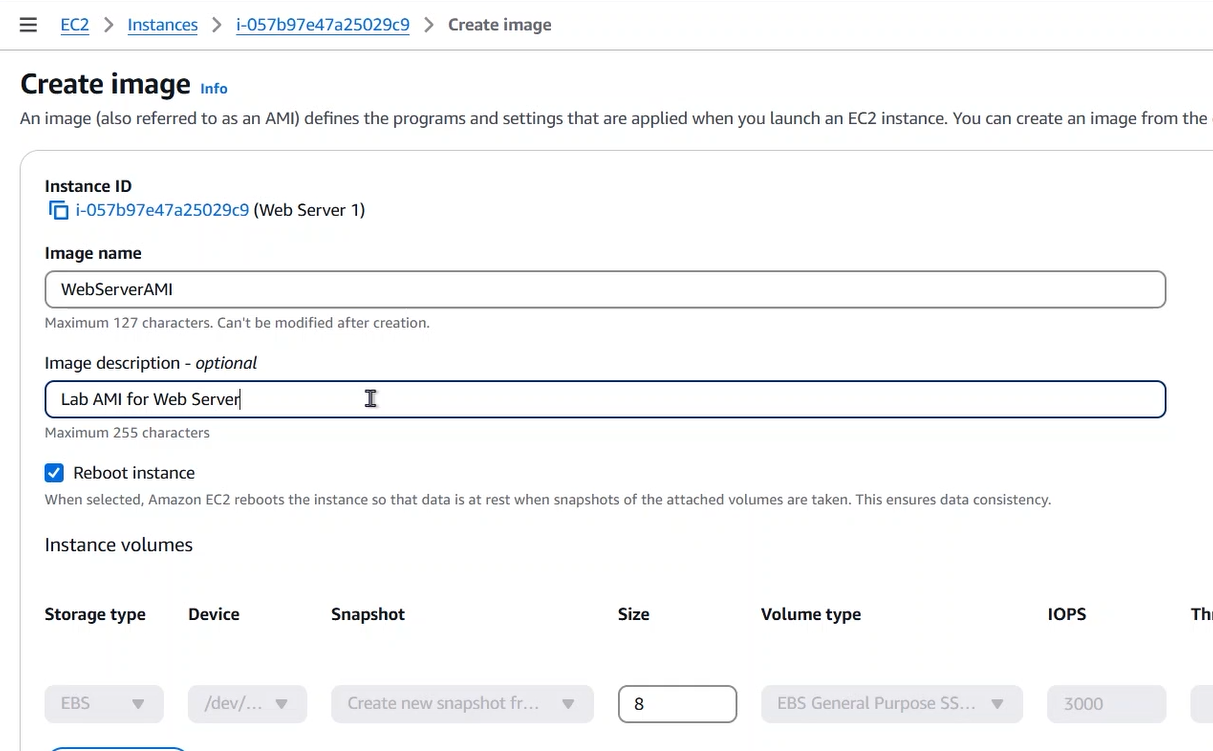 EC2 > Instances > i-057b97e47a25029c9 > Create image
Create image Info
An image (also referred to as an AMI) defines the programs and settings that are applied when you launch an EC2 instance. You can create an image from the
Instance ID
i-057b97e47a25029c9 (Web Server 1)
Image name
WebServerAMI
Maximum 127 characters. Can't be modified after creation.
Image description - optional
Lab AMI for Web Server
Maximum 255 characters
Reboot instance
When selected, Amazon EC2 reboots the instance so that data is at rest when snapshots of the attached volumes are taken. This ensures data consistency.
Instance volumes
Storage type Device Snapshot Size Volume type IOPS
EBS /dev/... Create new snapshot fr... 8 EBS General Purpose SS... 3000